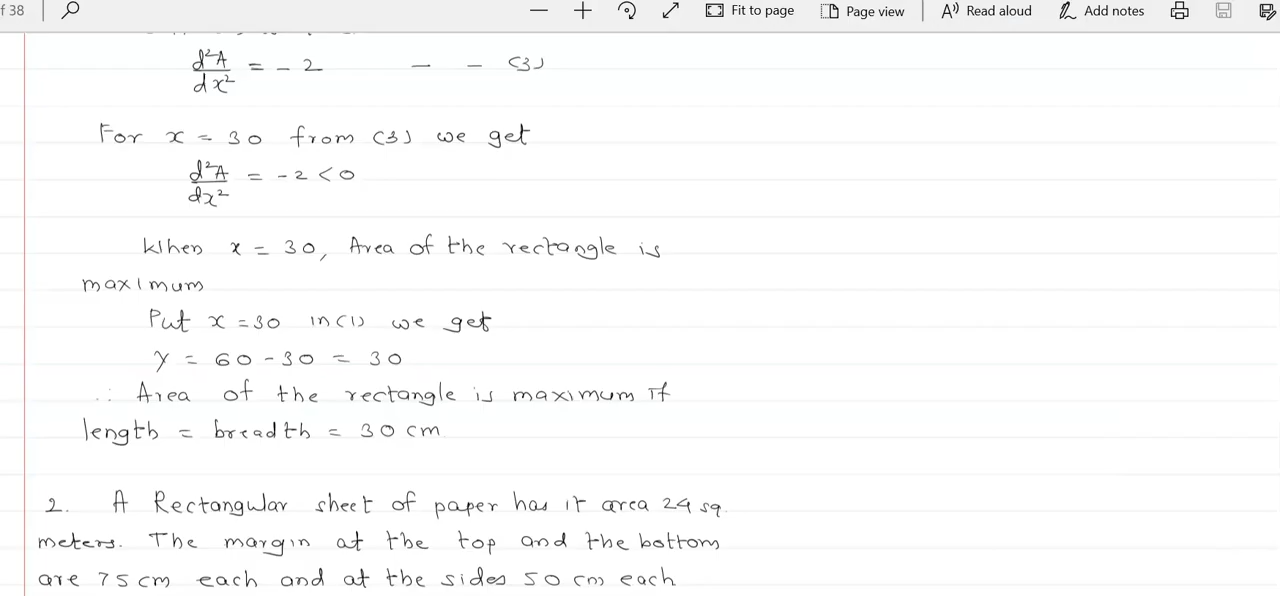 f 38 Fit to page Page view Read aloud Add notes
d²A/dx² = - 2 - - (3)
For x = 30 from (3) we get
d²A/dx² = - 2 < 0
When x = 30, Area of the rectangle is
maximum
Put x = 30 in (1) we get
y = 60 - 30 = 30
∴ Area of the rectangle is maximum if
length = breadth = 30 cm
2. A Rectangular sheet of paper has it area 24 sq.
meters. The margin at the top and the bottom
are 75 cm each and at the sides 50 cm each